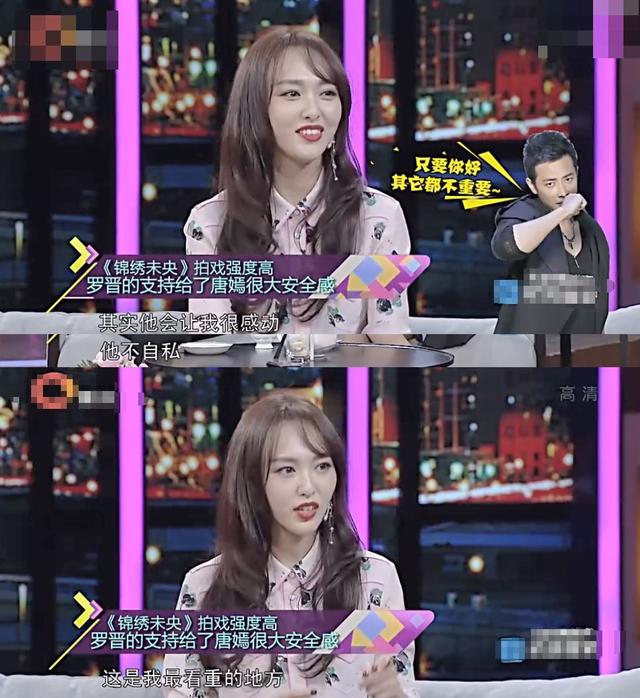 只要你好
其它都不重要~
《锦绣未央》拍戏强度高
罗晋的支持给了唐嫣很大安全感
其实他会让我很感动
他不自私
高清
《锦绣未央》拍戏强度高
罗晋的支持给了唐嫣很大安全感
这是我最看重的地方